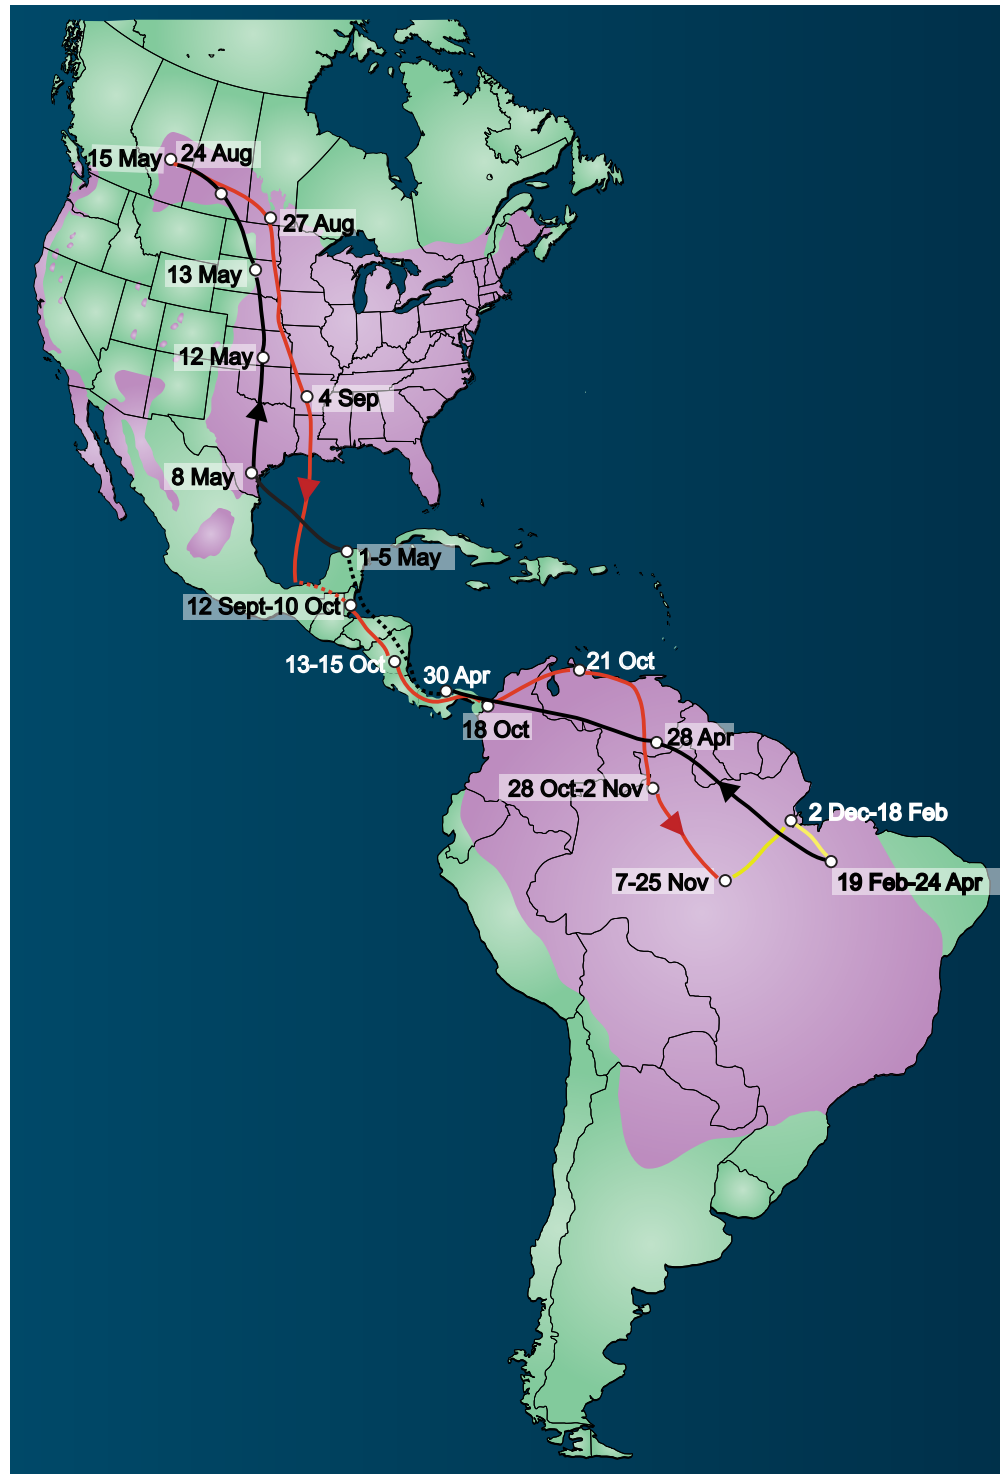 15 May
24 Aug
27 Aug
13 May
12 May
4 Sep
8 May
1-5 May
12 Sept-10 Oct
13-15 Oct
21 Oct
30 Apr
18 Oct
28 Apr
28 Oct-2 Nov
2 Dec-18 Feb
7-25 Nov
19 Feb-24 Apr